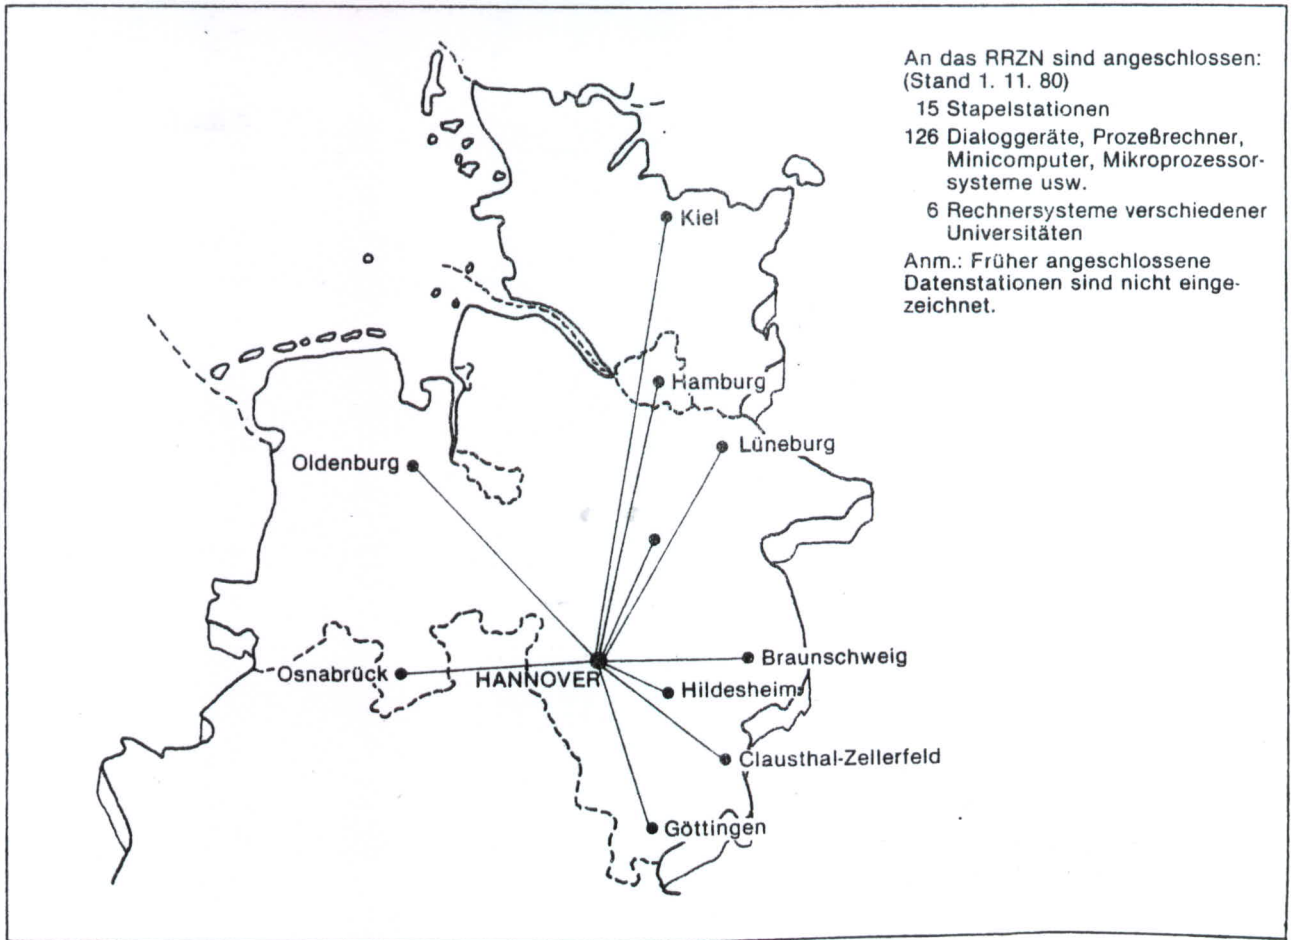 An das RRZN sind angeschlossen:
(Stand 1. 11. 80)
15 Stapelstationen
126 Dialoggeräte, Prozeßrechner,
Minicomputer, Mikroprozessor-
systeme usw.
6 Rechnersysteme verschiedener
Universitäten
Anm.: Früher angeschlossene
Datenstationen sind nicht einge-
zeichnet.
Kiel
Hamburg
Lüneburg
Oldenburg
Braunschweig
Osnabrück
HANNOVER
Hildesheim
Clausthal-Zellerfeld
Göttingen